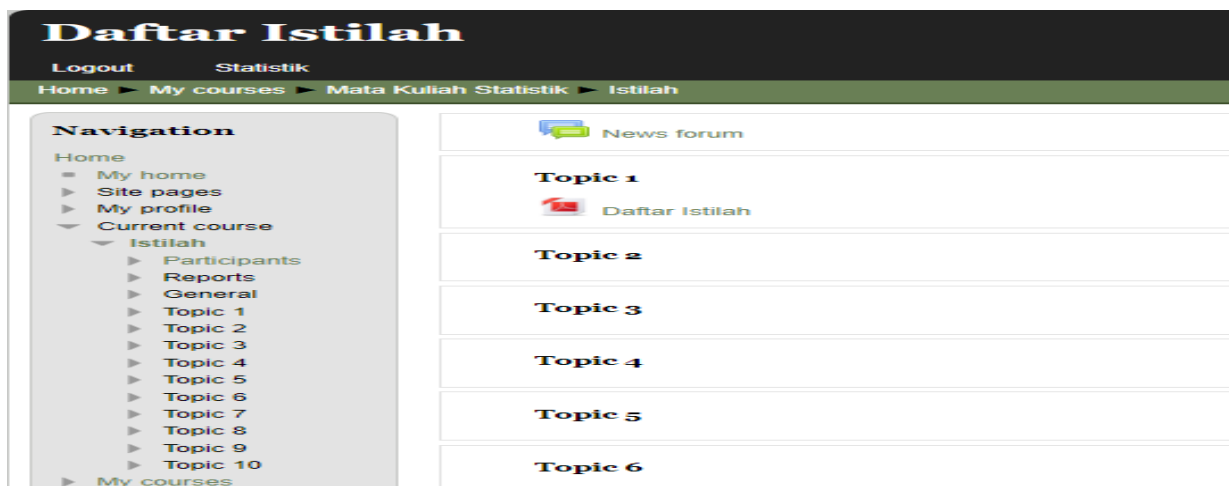 Daftar Istilah
Logout Statistik
Home ► My courses ► Mata Kuliah Statistik ► Istilah
Navigation
Home
My home
Site pages
My profile
Current course
Istilah
Participants
Reports
General
Topic 1
Topic 2
Topic 3
Topic 4
Topic 5
Topic 6
Topic 7
Topic 8
Topic 9
Topic 10
My courses
News forum
Topic 1
Daftar Istilah
Topic 2
Topic 3
Topic 4
Topic 5
Topic 6